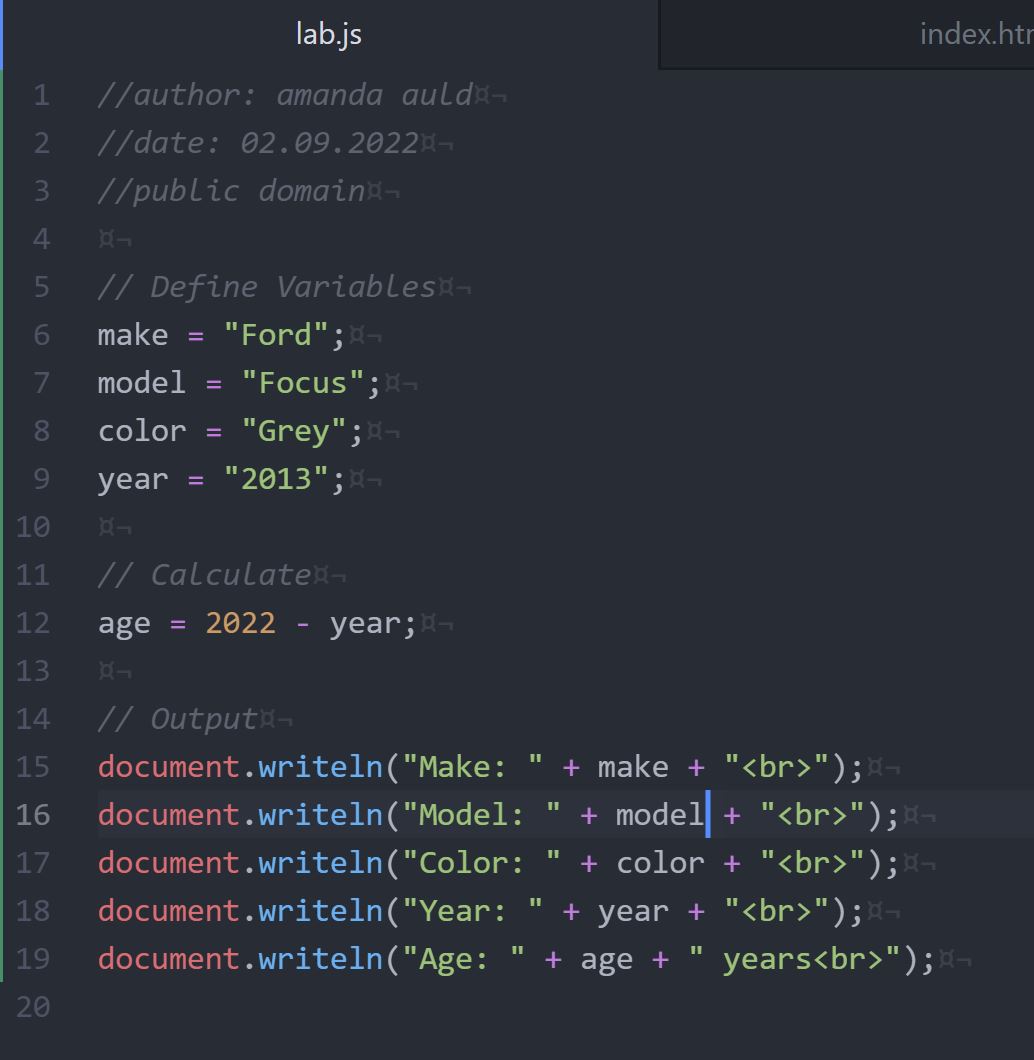 lab.js
index.htm
1 //author: amanda auld¤¬
2 //date: 02.09.2022¤¬
3 //public domain¤¬
4 ¤¬
5 // Define Variables¤¬
6 make = "Ford";¤¬
7 model = "Focus";¤¬
8 color = "Grey";¤¬
9 year = "2013";¤¬
10 ¤¬
11 // Calculate¤¬
12 age = 2022 - year;¤¬
13 ¤¬
14 // Output¤¬
15 document.writeln("Make: " + make + "<br>");¤¬
16 document.writeln("Model: " + model + "<br>");¤¬
17 document.writeln("Color: " + color + "<br>");¤¬
18 document.writeln("Year: " + year + "<br>");¤¬
19 document.writeln("Age: " + age + " years<br>");¤¬
20